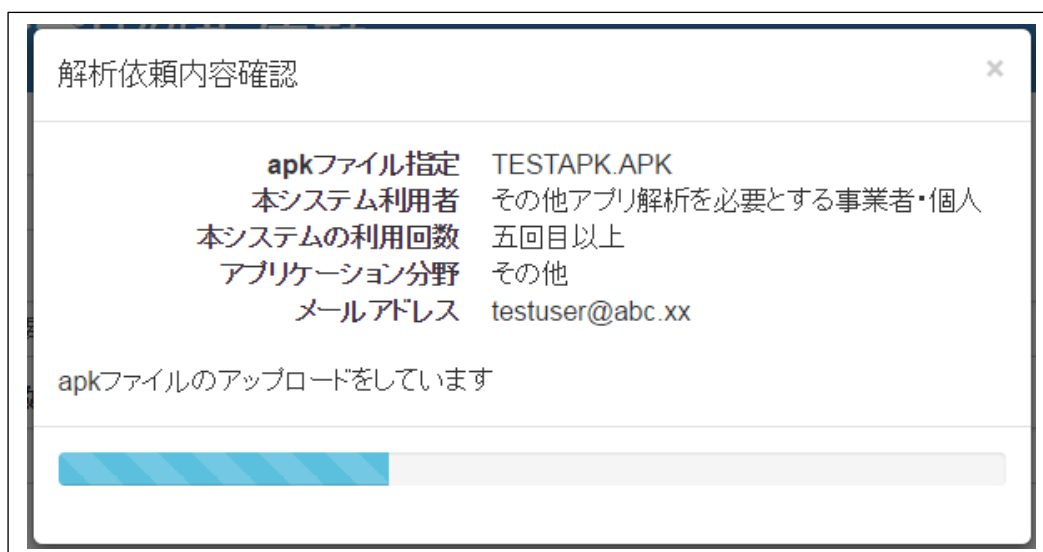 解析依頼内容確認 ×
apkファイル指定 TESTAPK.APK
本システム利用者 その他アプリ解析を必要とする事業者・個人
本システムの利用回数 五回目以上
アプリケーション分野 その他
メールアドレス testuser@abc.xx
apkファイルのアップロードをしています